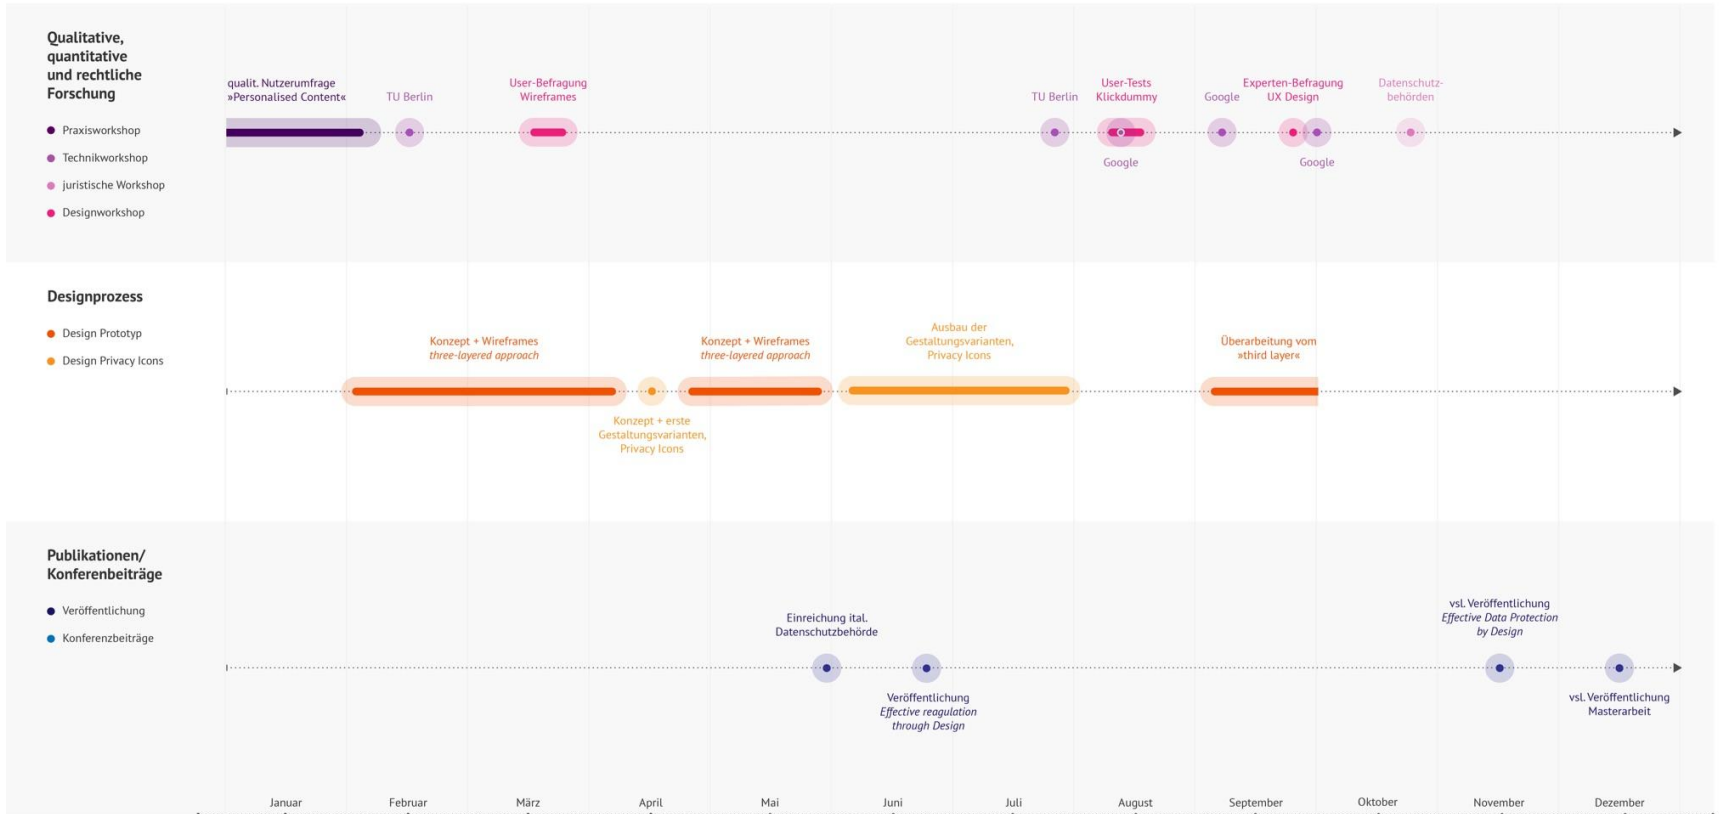 Qualitative,
quantitative
und rechtliche
Forschung
Praxisworkshop
Technikworkshop
juristische Workshop
Designworkshop
qualit. Nutzerumfrage
»Personalised Content«
TU Berlin
User-Befragung
Wireframes
TU Berlin
User-Tests
Klickdummy
Google
Google
Experten-Befragung
UX Design
Google
Datenschutz-
behörden
Designprozess
Design Prototyp
Design Privacy Icons
Konzept + Wireframes
three-layered approach
Konzept + erste
Gestaltungsvarianten,
Privacy Icons
Konzept + Wireframes
three-layered approach
Ausbau der
Gestaltungsvarianten,
Privacy Icons
Überarbeitung vom
»third layer«
Publikationen/
Konferenbeiträge
Veröffentlichung
Konferenzbeiträge
Einreichung ital.
Datenschutzbehörde
Veröffentlichung
Effective reagulation
through Design
vsl. Veröffentlichung
Effective Data Protection
by Design
vsl. Veröffentlichung
Masterarbeit
Januar
Februar
März
April
Mai
Juni
Juli
August
September
Oktober
November
Dezember